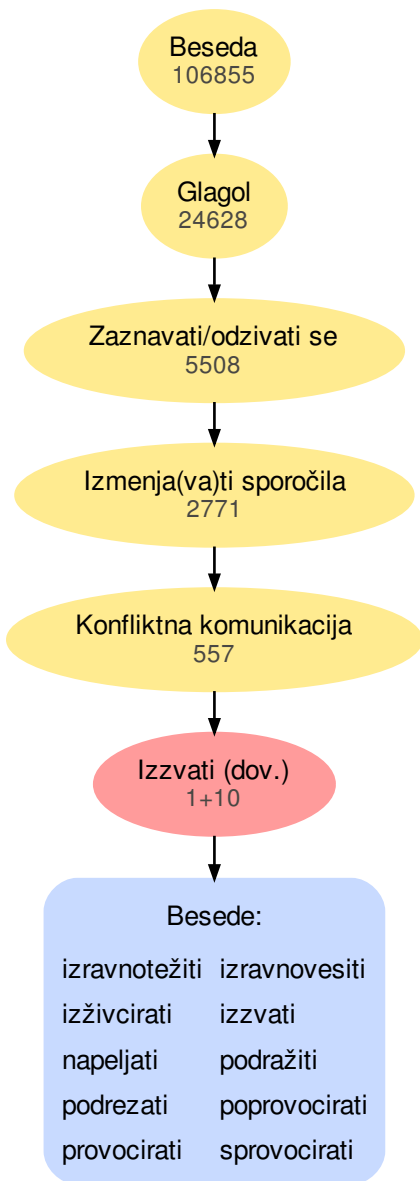 Beseda
106855
Glagol
24628
Zaznavati/odzivati se
5508
Izmenja(va)ti sporočila
2771
Konfliktna komunikacija
557
Izzvati (dov.)
1+10
Besede:
izravnotežiti izravnovesiti
izživcirati izzvati
napeljati podražiti
podrezati poprovocirati
provocirati sprovocirati